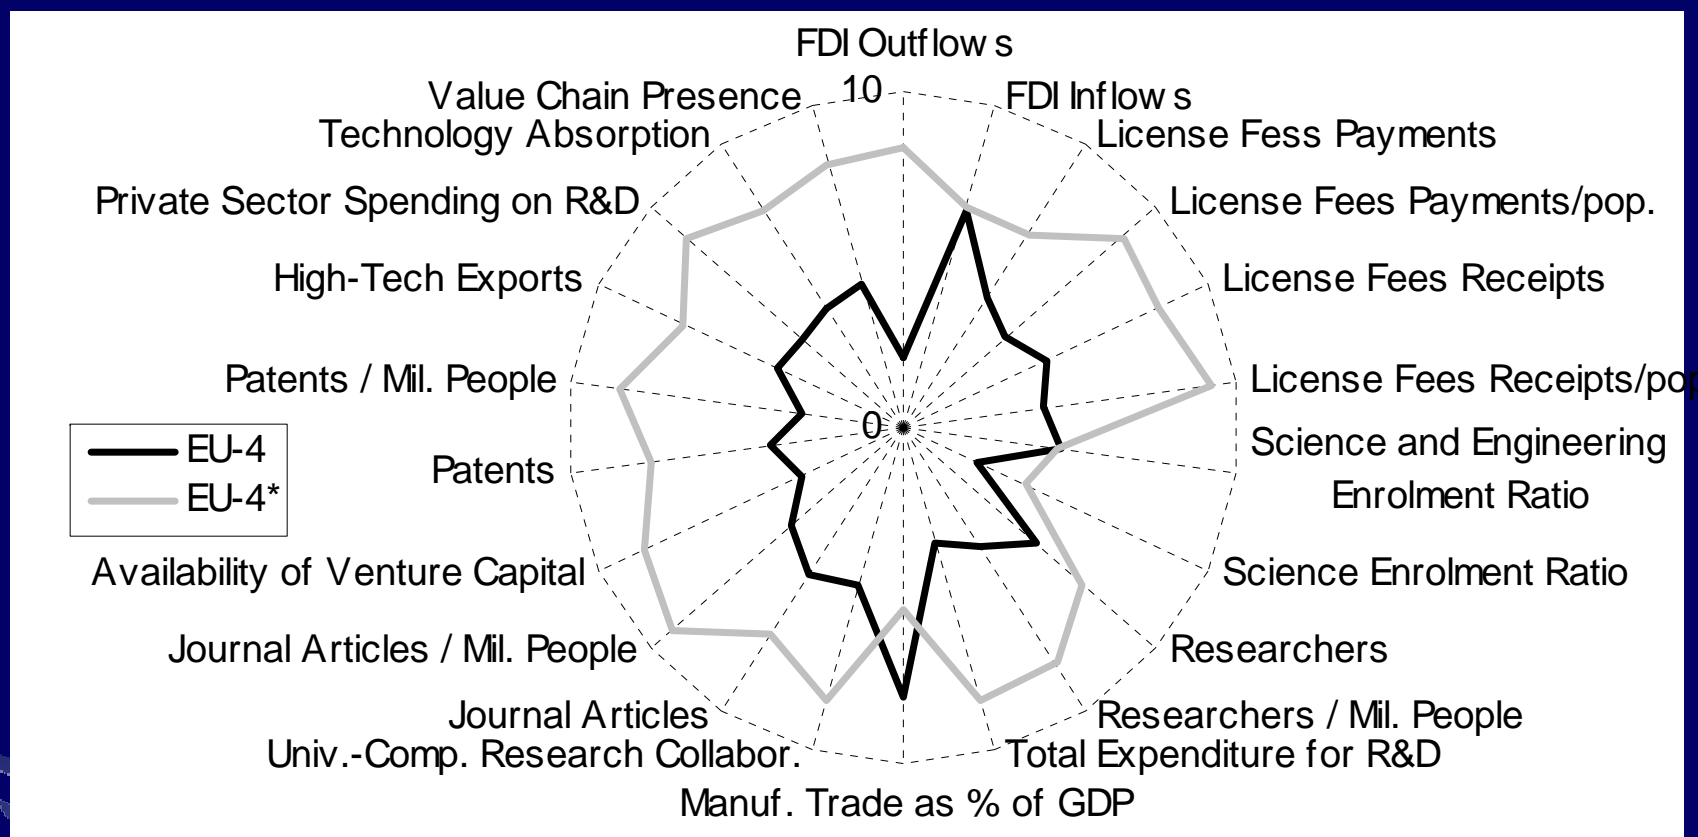 FDI Outflows
Value Chain Presence
10
FDI Inflows
Technology Absorption
License Fess Payments
Private Sector Spending on R&D
License Fees Payments/pop.
High-Tech Exports
License Fees Receipts
Patents / Mil. People
License Fees Receipts/pop
0
EU-4
EU-4*
Patents
Science and Engineering
Enrolment Ratio
Availability of Venture Capital
Science Enrolment Ratio
Journal Articles / Mil. People
Researchers
Journal Articles
Researchers / Mil. People
Univ.-Comp. Research Collabor.
Total Expenditure for R&D
Manuf. Trade as % of GDP